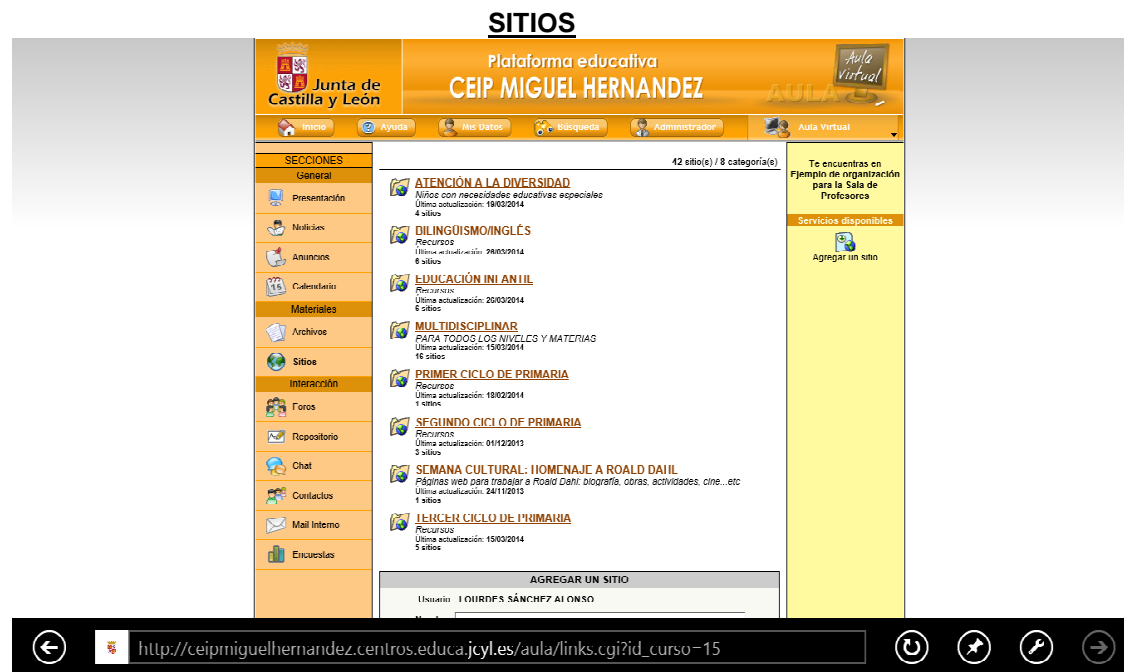 SITIOS
Junta de
Castilla y León
Plataforma educativa
CEIP MIGUEL HERNANDEZ
Aula
Virtual
AULA
Inicio
Ayuda
Mis Datos
Búsqueda
Administrador
Aula Virtual
SECCIONES
General
Presentación
Noticias
Anuncios
Calendario
Materiales
Archivos
Sitios
Interacción
Foros
Repositorio
Chat
Contactos
Mail Interno
Encuestas
42 sitio(s) / 8 categoría(s)
ATENCIÓN A LA DIVERSIDAD
Niños con necesidades educativas especiales
Última actualización: 19/03/2014
4 sitios
BILINGÜISMO/INGLÉS
Recursos
Última actualización: 26/03/2014
6 sitios
EDUCACIÓN INFANTIL
Recursos
Última actualización: 26/03/2014
6 sitios
MULTIDISCIPLINAR
PARA TODOS LOS NIVELES Y MATERIAS
Última actualización: 15/03/2014
16 sitios
PRIMER CICLO DE PRIMARIA
Recursos
Última actualización: 18/02/2014
1 sitios
SEGUNDO CICLO DE PRIMARIA
Recursos
Última actualización: 01/12/2013
3 sitios
SEMANA CULTURAL: HOMENAJE A ROALD DAHL
Páginas web para trabajar a Roald Dahl: biografía, obras, actividades, cine...etc
Última actualización: 24/11/2013
1 sitios
TERCER CICLO DE PRIMARIA
Recursos
Última actualización: 15/03/2014
5 sitios
AGREGAR UN SITIO
Usuario LOURDES SÁNCHEZ ALONSO
Te encuentras en
Ejemplo de organización
para la Sala de
Profesores
Servicios disponibles
Agregar un sitio
http://ceipmiguelhernandez.centros.educa.jcyl.es/aula/links.cgi?id_curso=15